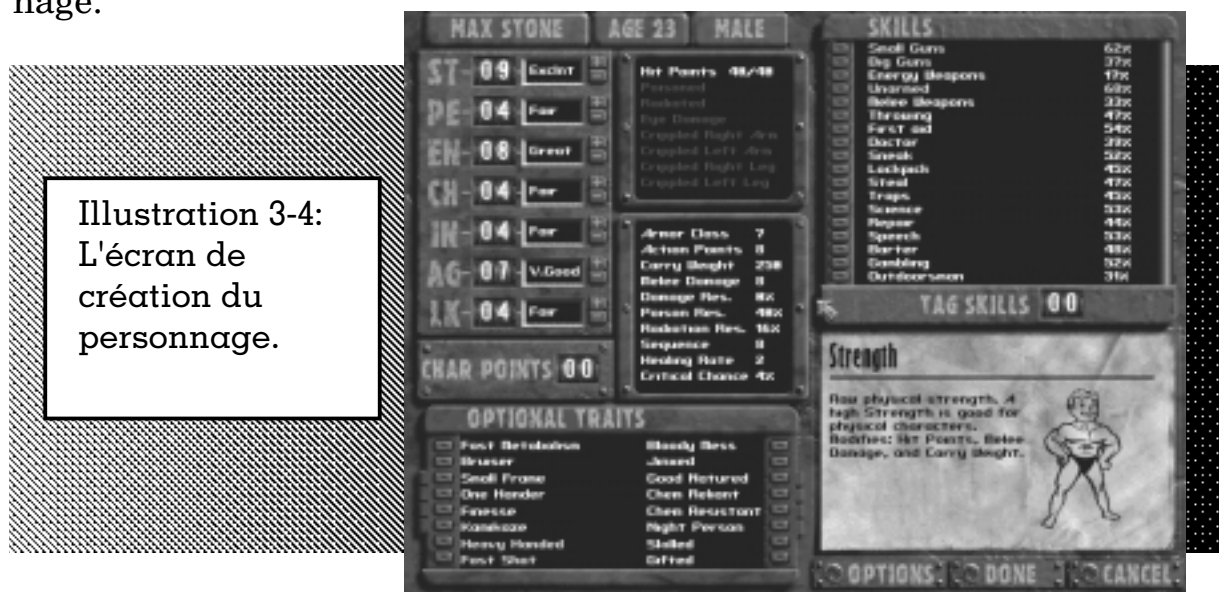 nage.
Illustration 3-4:
L'écran de
création du
personnage.
MAX STONE AGE 23 MALE
ST- 09 Exclnt
PE- 04 Fair
EN- 08 Great
CH- 04 Fair
IN- 04 Fair
AG- 07 V.Good
LK- 04 Fair
CHAR POINTS 00
Hit Points 40/40
Poisoned
Radiated
Eye Damage
Crippled Right Arm
Crippled Left Arm
Crippled Right Leg
Crippled Left Leg
Armor Class 7
Action Points 8
Carry Weight 250
Melee Damage 8
Damage Res. 0%
Poison Res. 40%
Radiation Res. 16%
Sequence 8
Healing Rate 2
Critical Chance 4%
OPTIONAL TRAITS
Fast Metabolism Bloody Mess
Bruiser Jinxed
Small Frame Good Natured
One Hander Chem Reliant
Finesse Chem Resistant
Kamikaze Night Person
Heavy Handed Skilled
Fast Shot Gifted
SKILLS
Small Guns 62%
Big Guns 37%
Energy Weapons 17%
Unarmed
Melee Weapons
Throwing 47%
First aid 54%
Doctor
Sneak 52%
Lockpick 45%
Steal 47%
Traps 45%
Science 53%
Repair 44%
Speech 53%
Barter 48%
Gambling 52%
Outdoorsman 31%
TAG SKILLS 00
Strength
Raw physical strength. A
high Strength is good for
physical characters.
Modifies: Hit Points, Melee
Damage, and Carry Weight.
OPTIONS DONE CANCEL